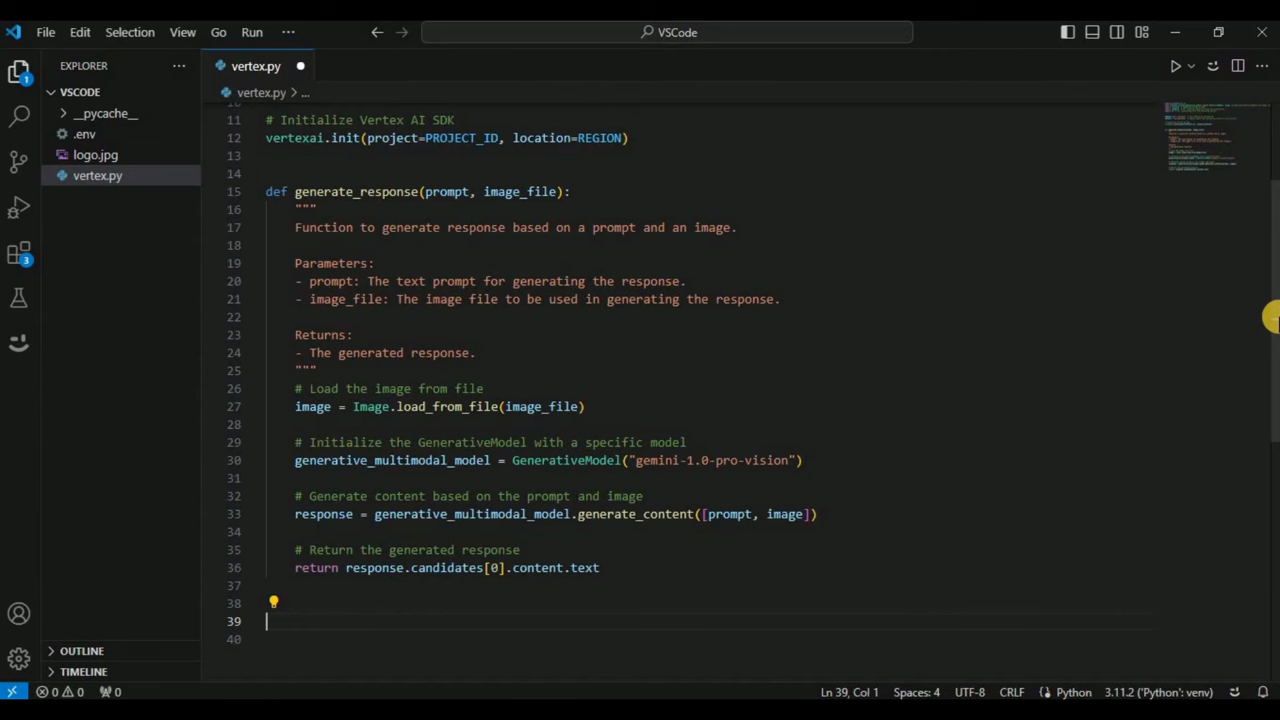 File Edit Selection View Go Run ··· VSCode
EXPLORER ···
VSCODE
__pycache__
.env
logo.jpg
vertex.py
OUTLINE
TIMELINE
1
3
vertex.py
vertex.py > ...
10
11 # Initialize Vertex AI SDK
12 vertexai.init(project=PROJECT_ID, location=REGION)
13
14
15 def generate_response(prompt, image_file):
16 """
17 Function to generate response based on a prompt and an image.
18
19 Parameters:
20 - prompt: The text prompt for generating the response.
21 - image_file: The image file to be used in generating the response.
22
23 Returns:
24 - The generated response.
25 """
26 # Load the image from file
27 image = Image.load_from_file(image_file)
28
29 # Initialize the GenerativeModel with a specific model
30 generative_multimodal_model = GenerativeModel("gemini-1.0-pro-vision")
31
32 # Generate content based on the prompt and image
33 response = generative_multimodal_model.generate_content([prompt, image])
34
35 # Return the generated response
36 return response.candidates[0].content.text
37
38
39
40
0 0 0 Ln 39, Col 1 Spaces: 4 UTF-8 CRLF Python 3.11.2 ('Python': venv)